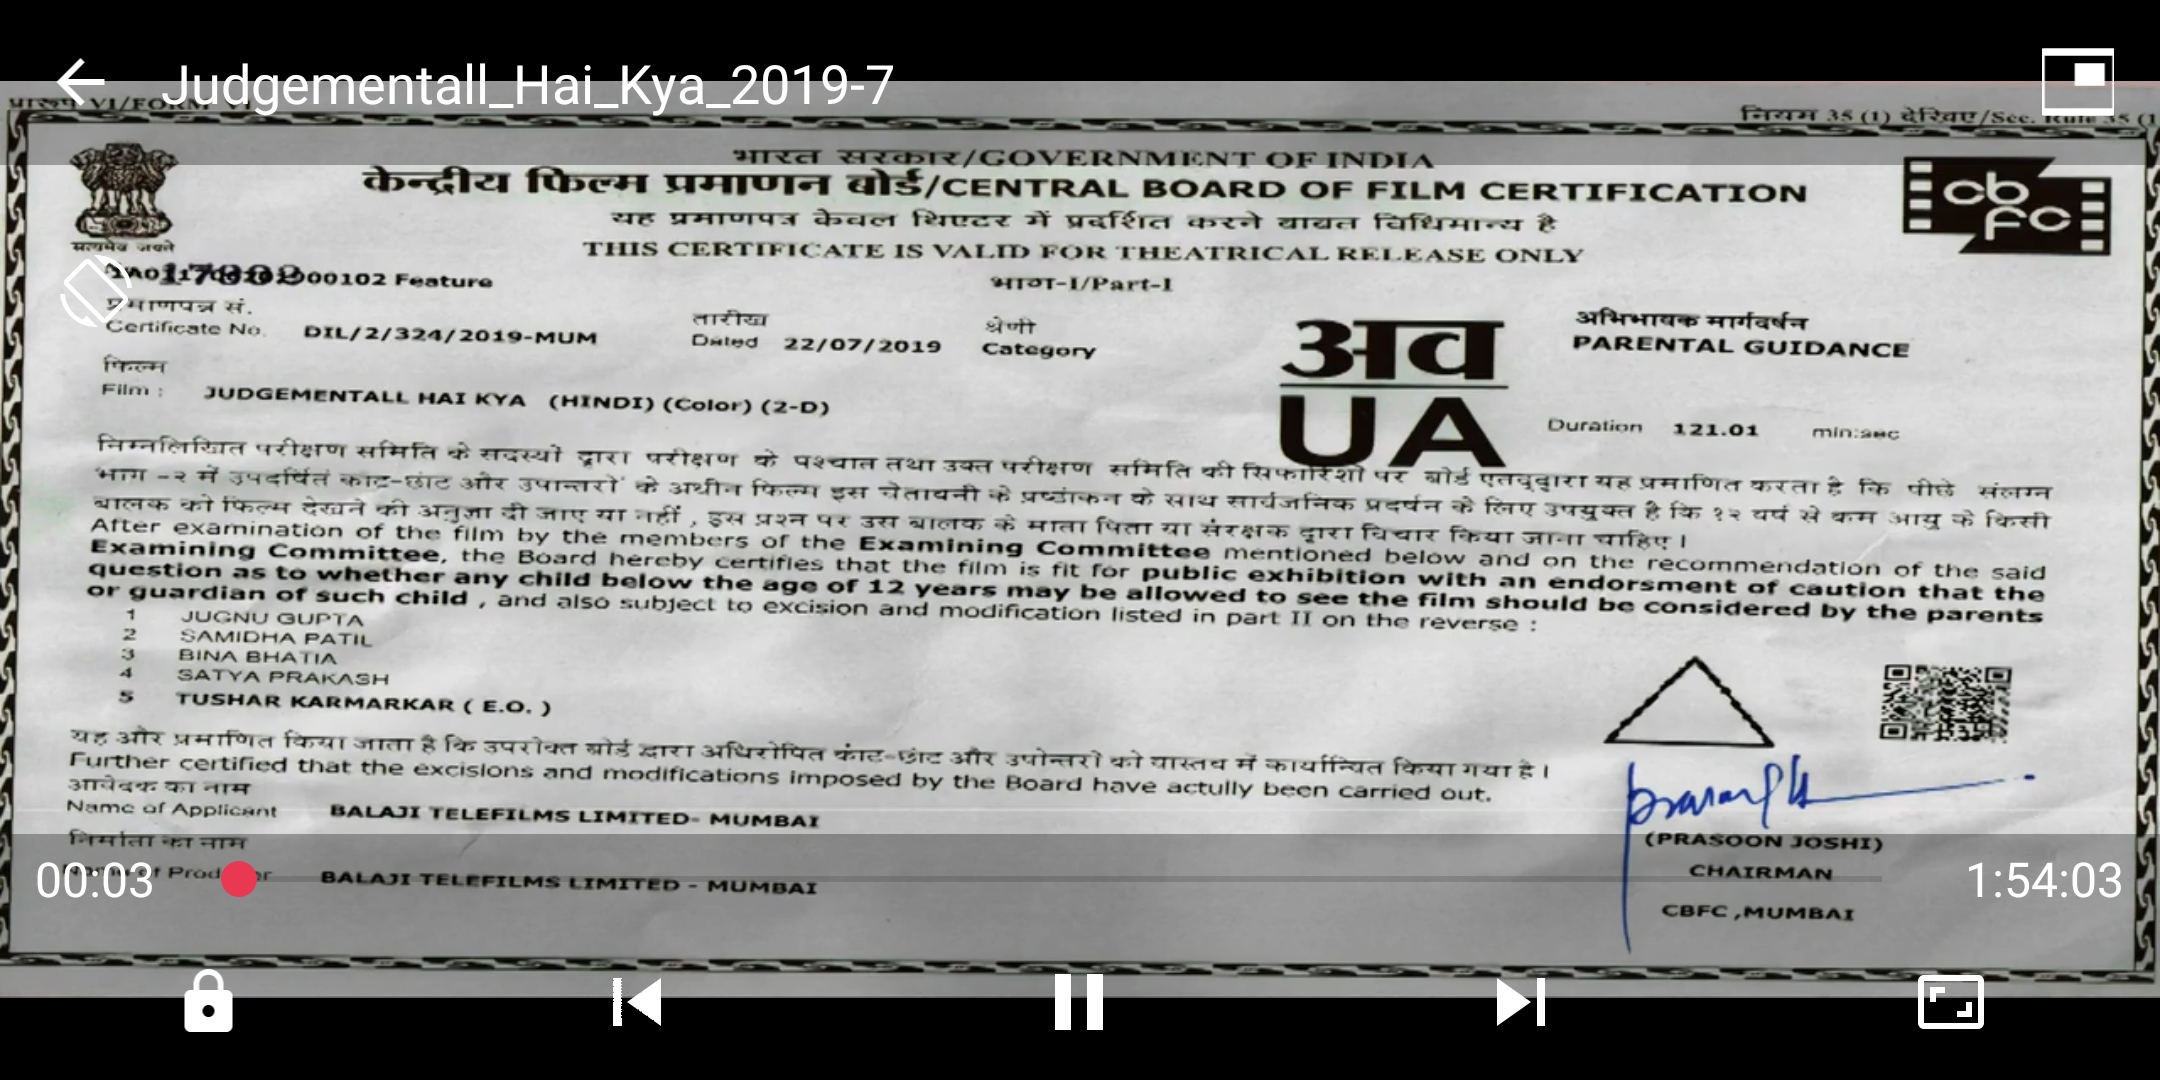 Judgementall_Hai_Kya_2019-7
प्रारूप VI/FORM VI
नियम 35 (1) देखिए/Sec. Rule 35 (1
भारत सरकार/GOVERNMENT OF INDIA
केन्द्रीय फिल्म प्रमाणन बोर्ड/CENTRAL BOARD OF FILM CERTIFICATION
cb
fc
यह प्रमाणपत्र केवल थिएटर में प्रदर्शित करने बाबत विधिमान्य है
सत्यमेव जयते
THIS CERTIFICATE IS VALID FOR THEATRICAL RELEASE ONLY
Feature
भाग-I/Part-I
प्रमाणपत्र सं.
Certificate No. DIL/2/324/2019-MUM
तारीख
Dated 22/07/2019
श्रेणी
Category
अव
UA
अभिभावक मार्गदर्शन
PARENTAL GUIDANCE
फिल्म
Film : JUDGEMENTALL HAI KYA (HINDI) (Color) (2-D)
Duration 121.01 min:sec
निम्नलिखित परीक्षण समिति के सदस्यों द्वारा परीक्षण के पश्चात तथा उक्त परीक्षण समिति की सिफारिशों पर बोर्ड एतद्द्वारा यह प्रमाणित करता है कि पीछे संलग्न
भाग -२ में उपदर्षित काट-छांट और उपान्तरों के अधीन फिल्म इस चेतावनी के प्रष्ठांकन के साथ सार्वजनिक प्रदर्षन के लिए उपयुक्त है कि १२ वर्ष से कम आयु के किसी
बालक को फिल्म देखने की अनुज्ञा दी जाए या नहीं , इस प्रश्न पर उस बालक के माता पिता या संरक्षक द्वारा विचार किया जाना चाहिए ।
After examination of the film by the members of the Examining Committee mentioned below and on the recommendation of the said
Examining Committee, the Board hereby certifies that the film is fit for public exhibition with an endorsment of caution that the
question as to whether any child below the age of 12 years may be allowed to see the film should be considered by the parents
or guardian of such child , and also subject to excision and modification listed in part II on the reverse :
1 JUGNU GUPTA
2 SAMIDHA PATIL
3 BINA BHATIA
4 SATYA PRAKASH
5 TUSHAR KARMARKAR ( E.O. )
यह और प्रमाणित किया जाता है कि उपरोक्त बोर्ड द्वारा अधिरोपित कांट-छांट और उपोन्तरों को वास्तव में कार्यान्वित किया गया है ।
Further certified that the excisions and modifications imposed by the Board have actully been carried out.
आवेदक का नाम
Name of Applicant BALAJI TELEFILMS LIMITED- MUMBAI
निर्माता का नाम
of BALAJI TELEFILMS LIMITED - MUMBAI
(PRASOON JOSHI)
CHAIRMAN
CBFC ,MUMBAI
00:03
1:54:03